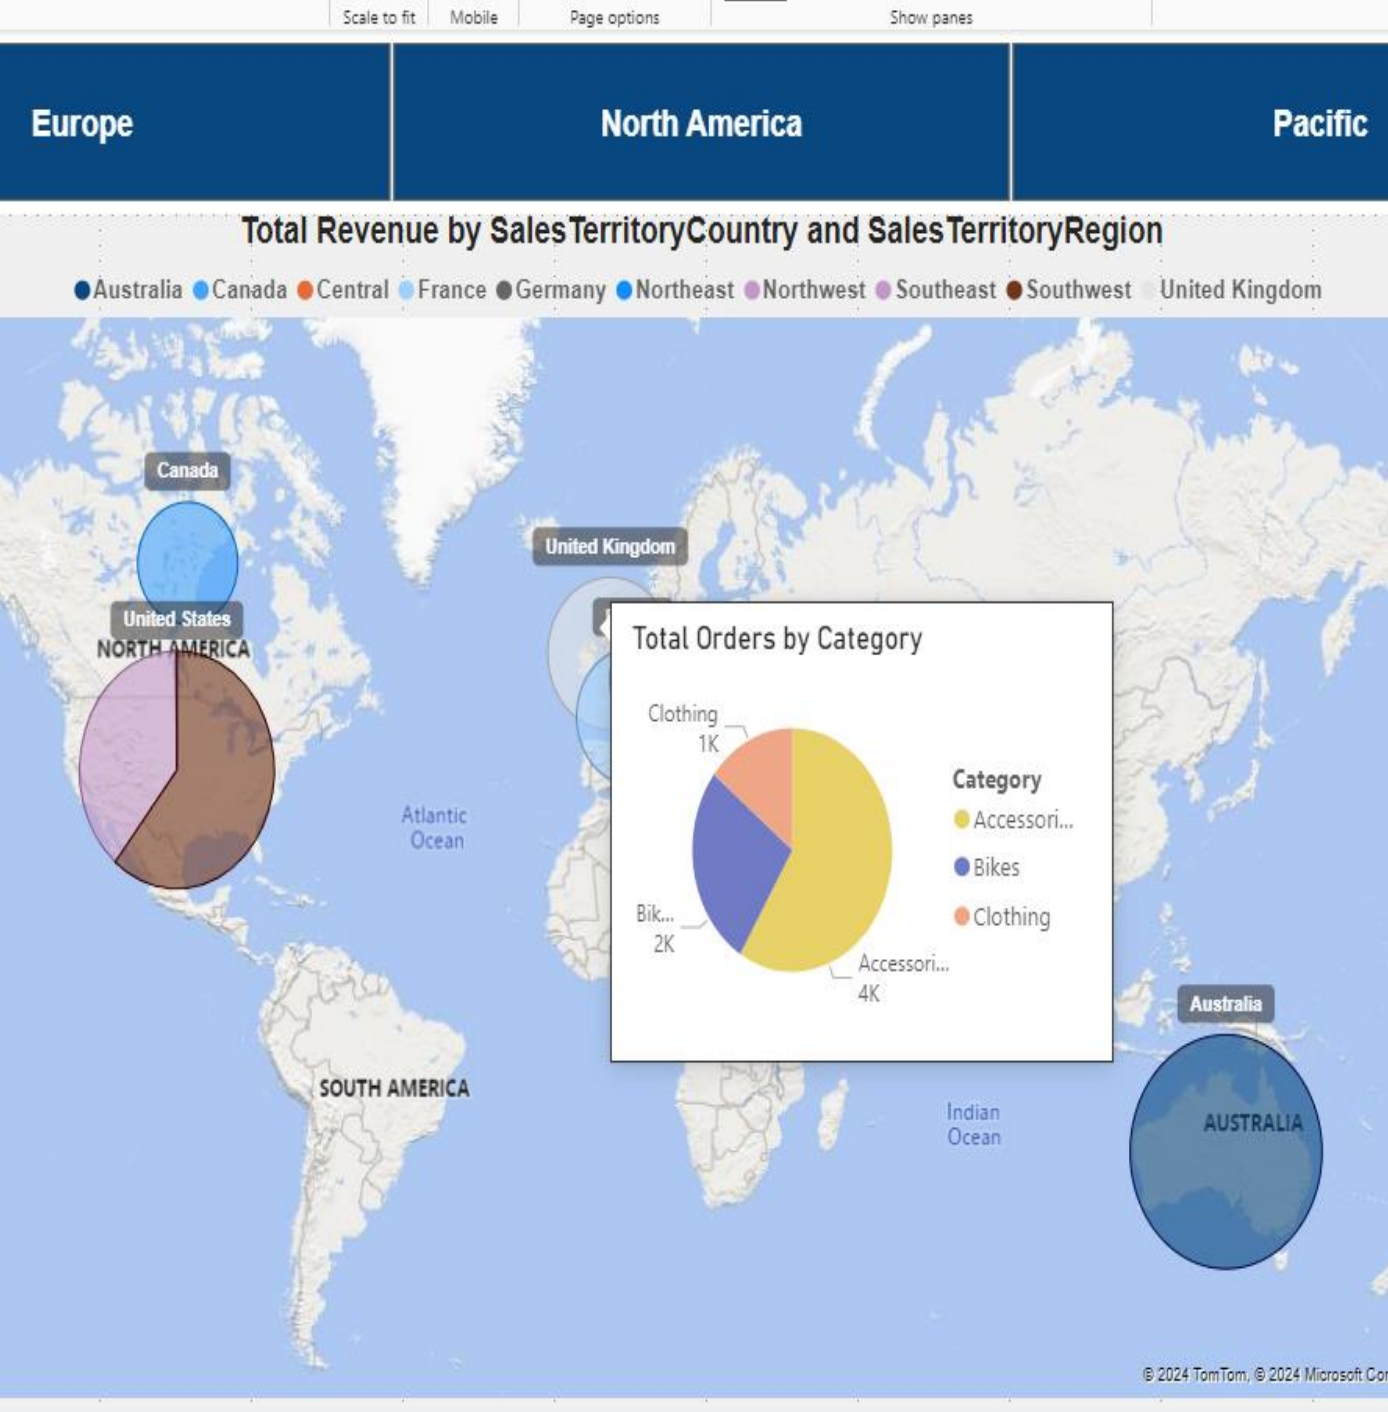 Scale to fit
Mobile
Page options
Show panes
Europe
North America
Pacific
Total Revenue by SalesTerritoryCountry and SalesTerritoryRegion
Australia Canada Central France Germany Northeast Northwest Southeast Southwest United Kingdom
Canada
United Kingdom
United States
NORTH AMERICA
Total Orders by Category
Clothing
1K
Category
Accessori...
Bikes
Clothing
Bik...
2K
Accessori...
4K
Atlantic
Ocean
Australia
AUSTRALIA
SOUTH AMERICA
Indian
Ocean
© 2024 TomTom, © 2024 Microsoft Cor